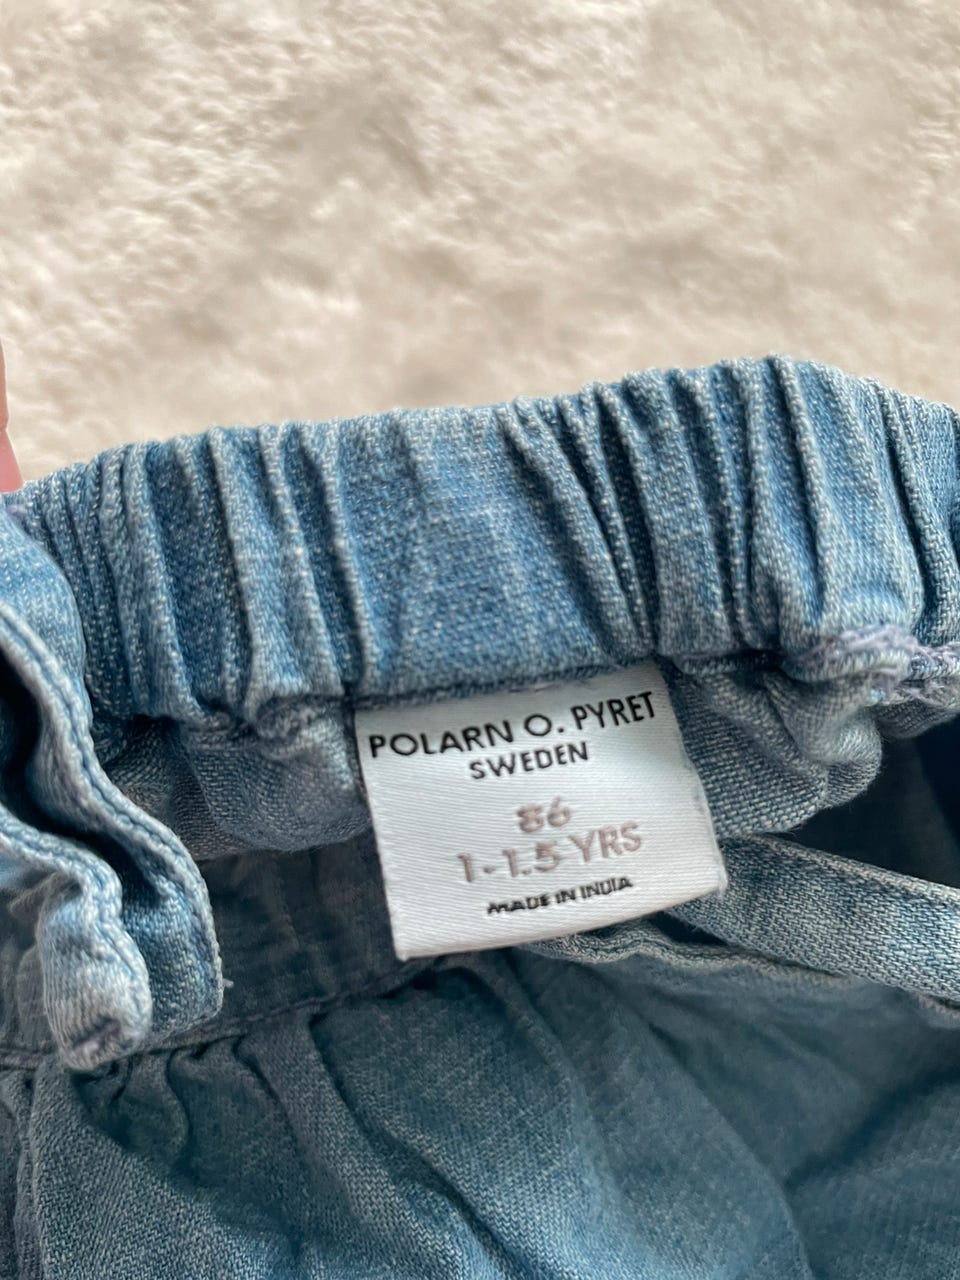 POLARN O. PYRET
SWEDEN
86
1-1.5 YRS
MADE IN INDIA